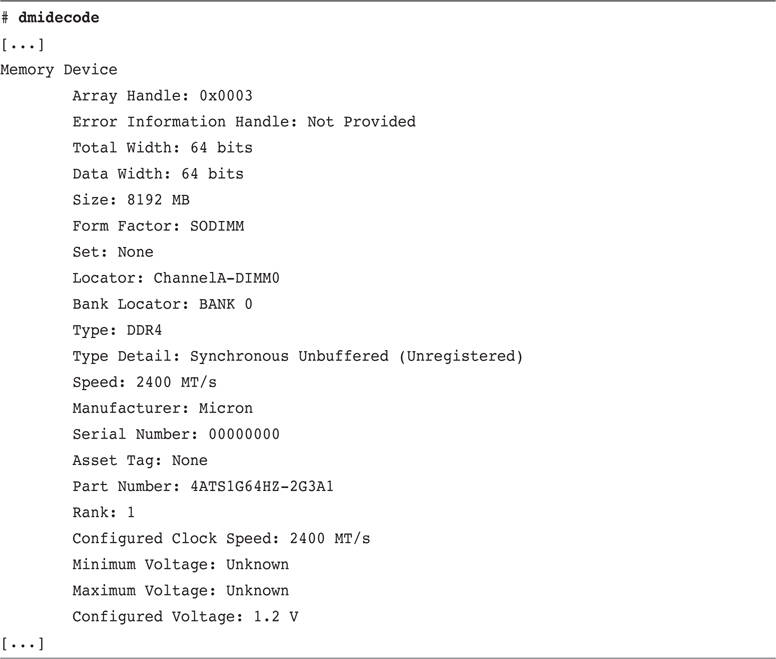 # dmidecode
[...]
Memory Device
Array Handle: 0x0003
Error Information Handle: Not Provided
Total Width: 64 bits
Data Width: 64 bits
Size: 8192 MB
Form Factor: SODIMM
Set: None
Locator: ChannelA-DIMM0
Bank Locator: BANK 0
Type: DDR4
Type Detail: Synchronous Unbuffered (Unregistered)
Speed: 2400 MT/s
Manufacturer: Micron
Serial Number: 00000000
Asset Tag: None
Part Number: 4ATS1G64HZ-2G3A1
Rank: 1
Configured Clock Speed: 2400 MT/s
Minimum Voltage: Unknown
Maximum Voltage: Unknown
Configured Voltage: 1.2 V
[...]